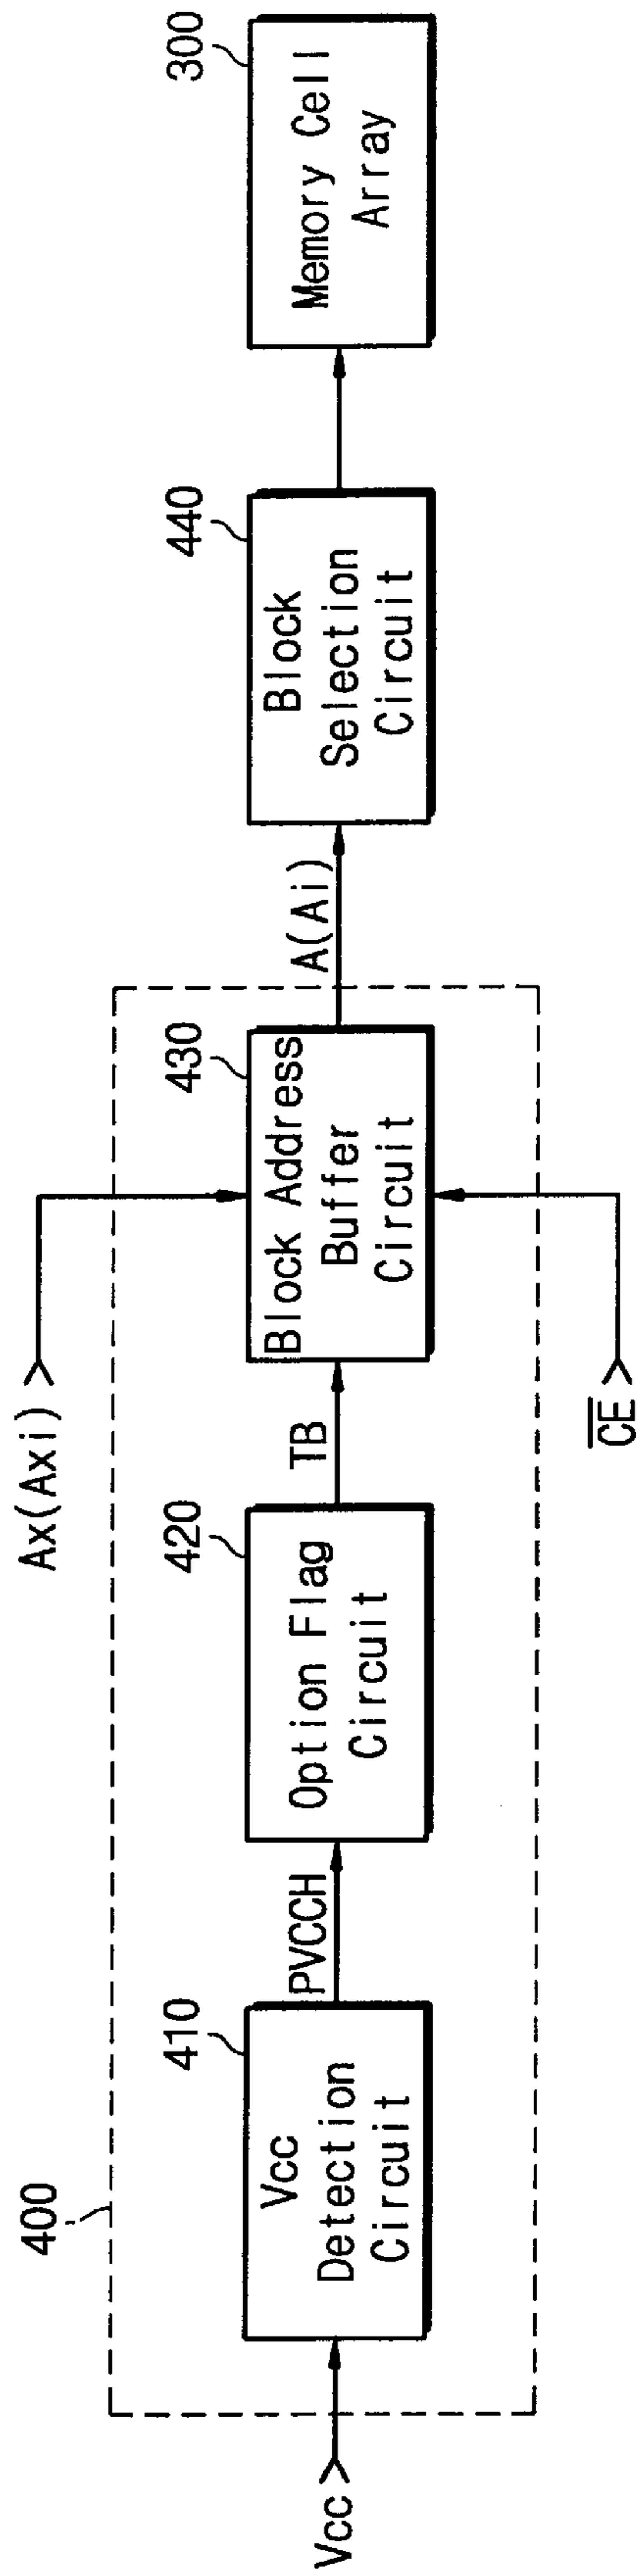 400
Vcc
410
Vcc
Detection
Circuit
PVCCH
420
Option Flag
Circuit
TB
Ax(Axi)
430
Block Address
Buffer
Circuit
CE
A(Ai)
440
Block
Selection
Circuit
300
Memory Cell
Array